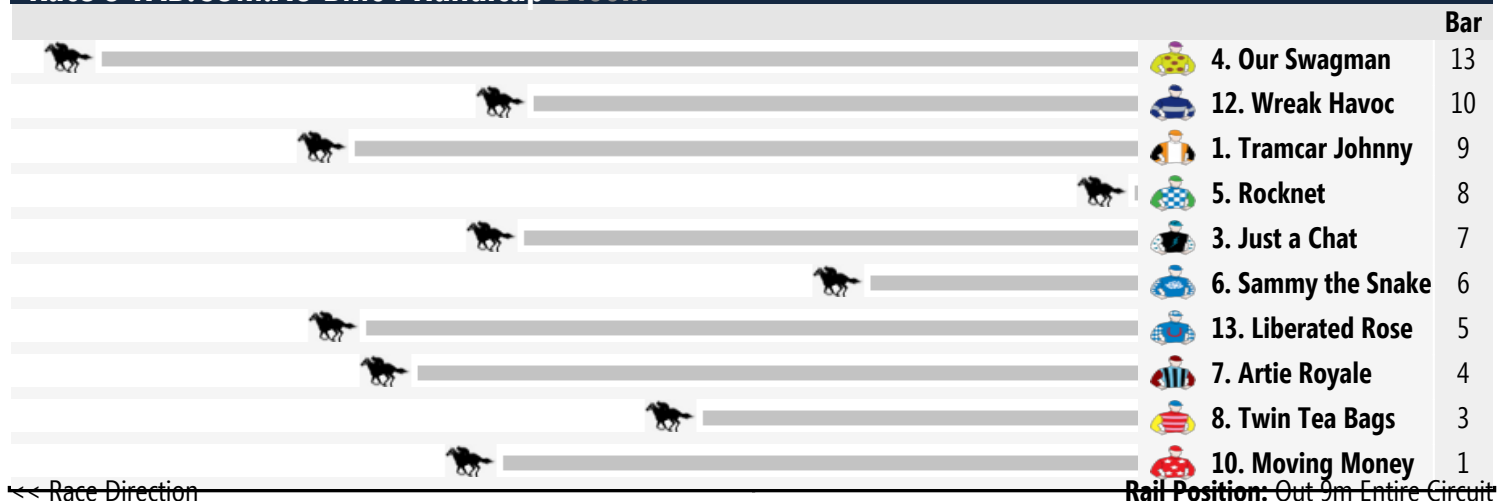 Bar
4. Our Swagman 13
12. Wreak Havoc 10
1. Tramcar Johnny 9
5. Rocknet 8
3. Just a Chat 7
6. Sammy the Snake 6
13. Liberated Rose 5
7. Artie Royale 4
8. Twin Tea Bags 3
10. Moving Money 1
<< Race Direction Rail Position: Out 9m Entire Circuit